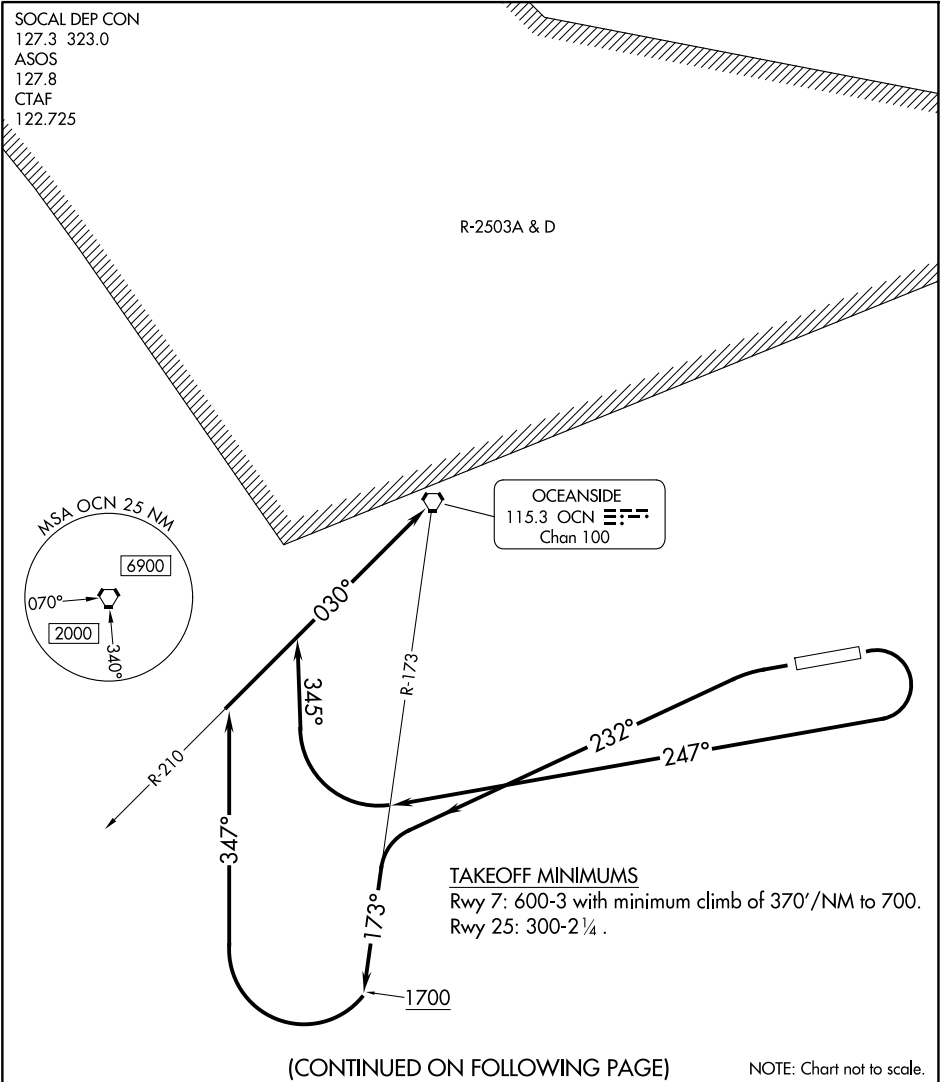 SOCAL DEP CON
127.3 323.0
ASOS
127.8
CTAF
122.725
R-2503A & D
MSA OCN 25 NM
6900
070°
2000
340°
OCEANSIDE
115.3 OCN
Chan 100
030°
R-173
345°
R-210
232°
247°
347°
173°
TAKEOFF MINIMUMS
Rwy 7: 600-3 with minimum climb of 370'/NM to 700.
Rwy 25: 300-2¼ .
1700
(CONTINUED ON FOLLOWING PAGE)
NOTE: Chart not to scale.